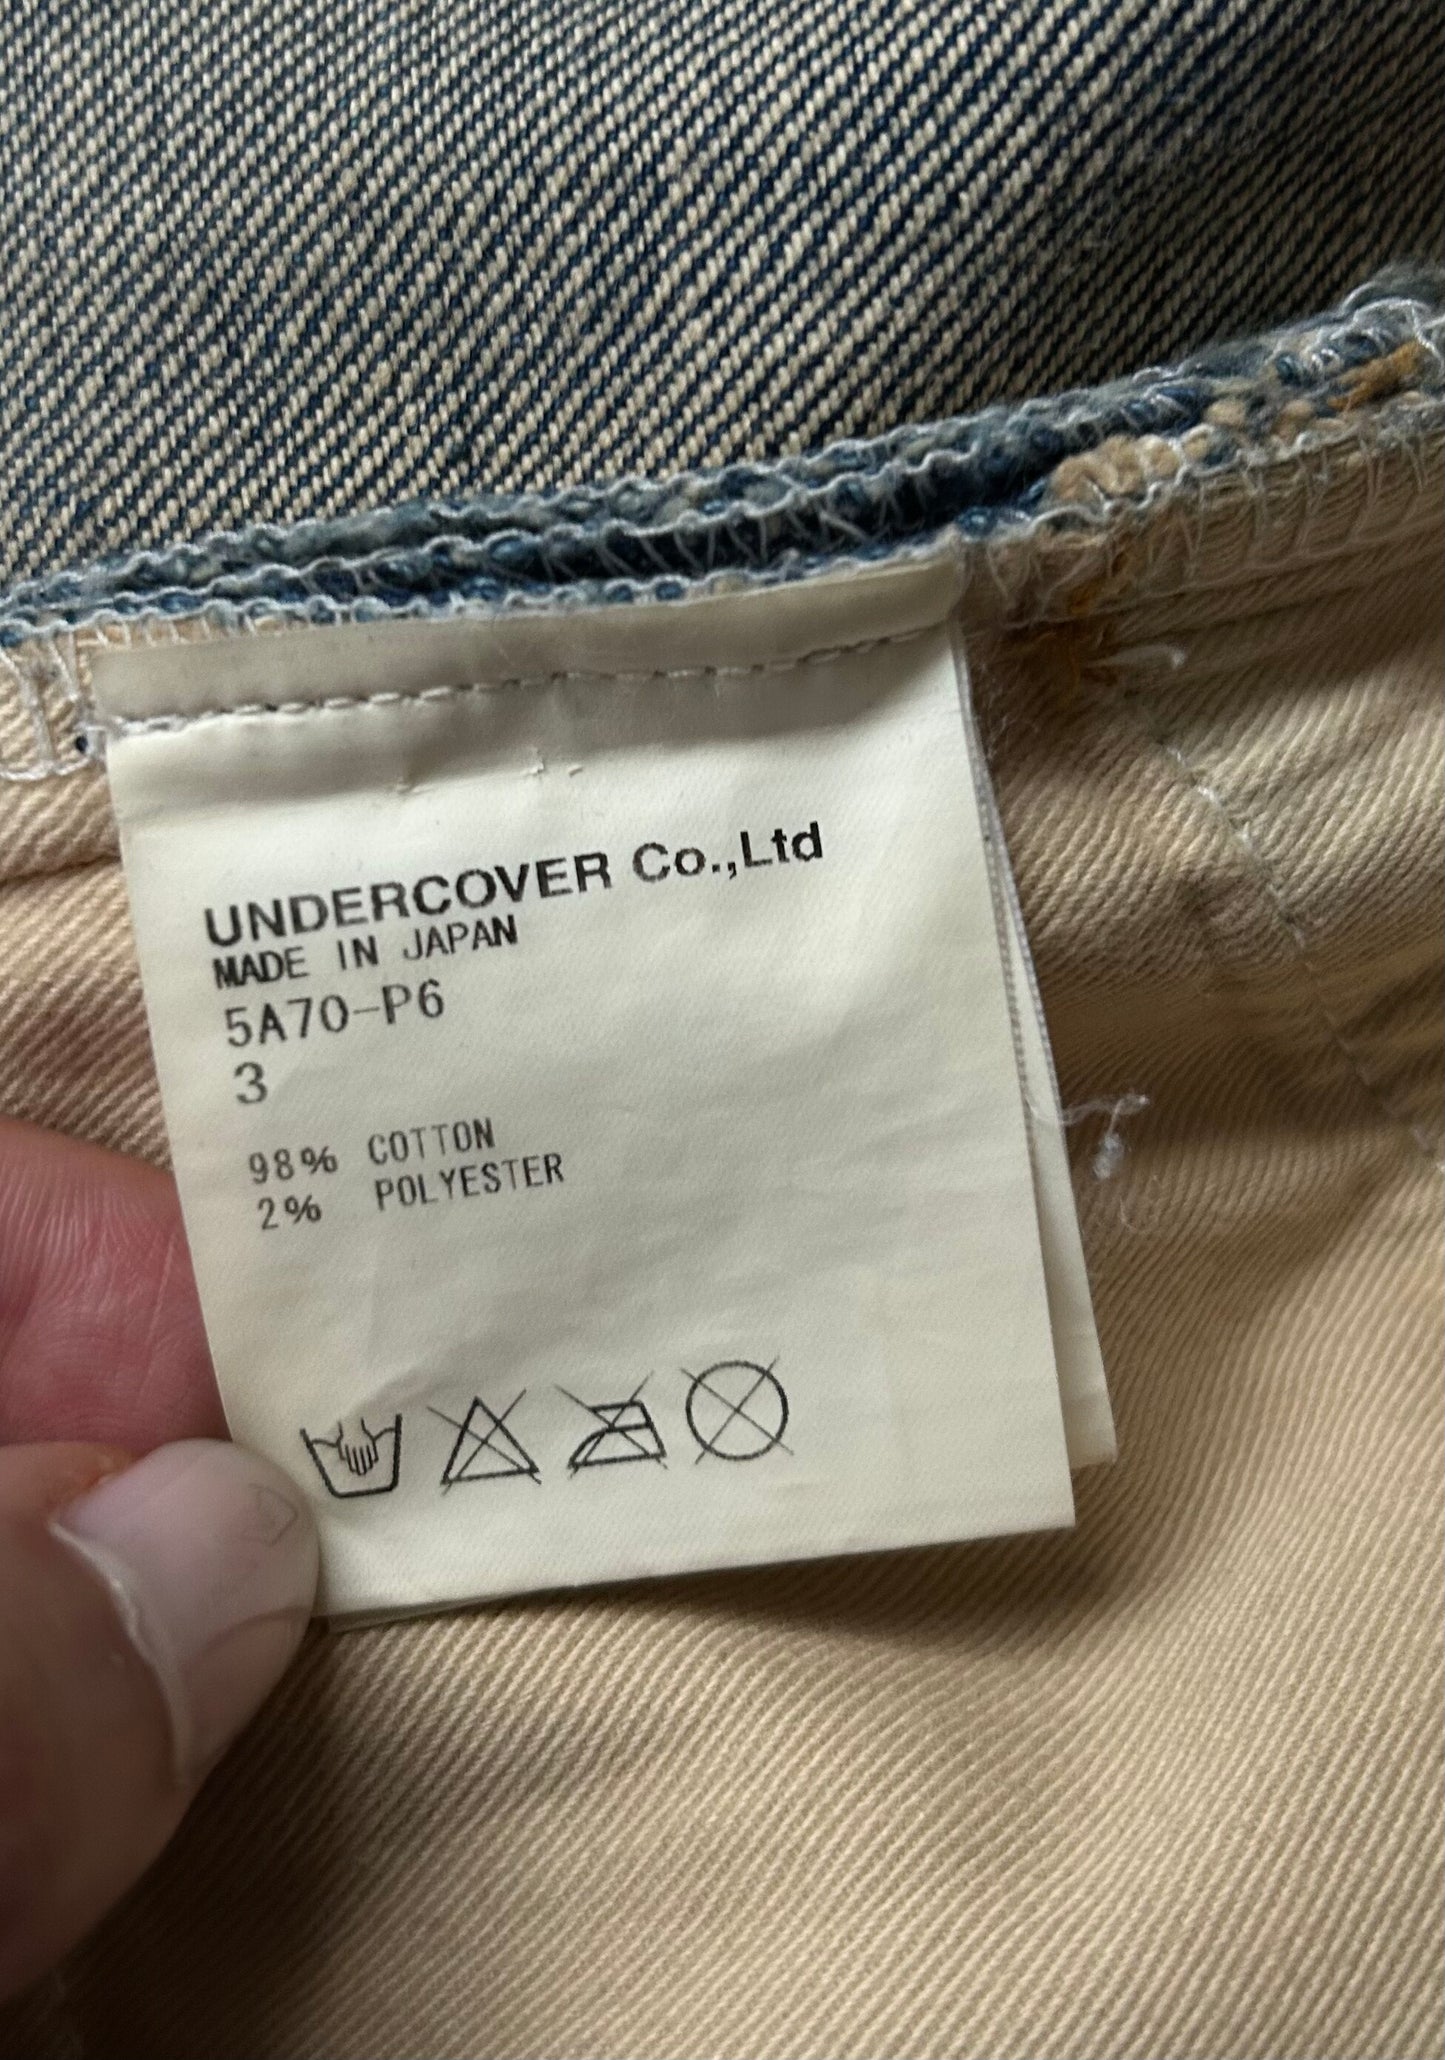 UNDERCOVER Co.,Ltd
MADE IN JAPAN
5A70-P6
3
98% COTTON
2% POLYESTER